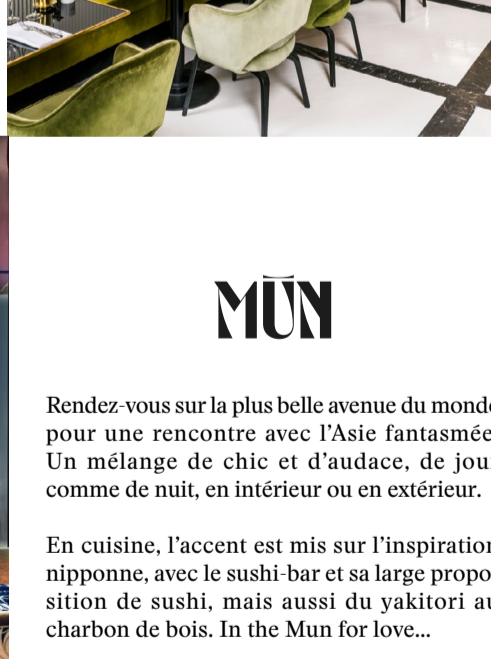 MŪN
Rendez-vous sur la plus belle avenue du monde
pour une rencontre avec l’Asie fantasmée
Un mélange de chic et d’audace, de jour
comme de nuit, en intérieur ou en extérieur.
En cuisine, l’accent est mis sur l’inspiration
nipponne, avec le sushi-bar et sa large propo
sition de sushi, mais aussi du yakitori au
charbon de bois. In the Mun for love...